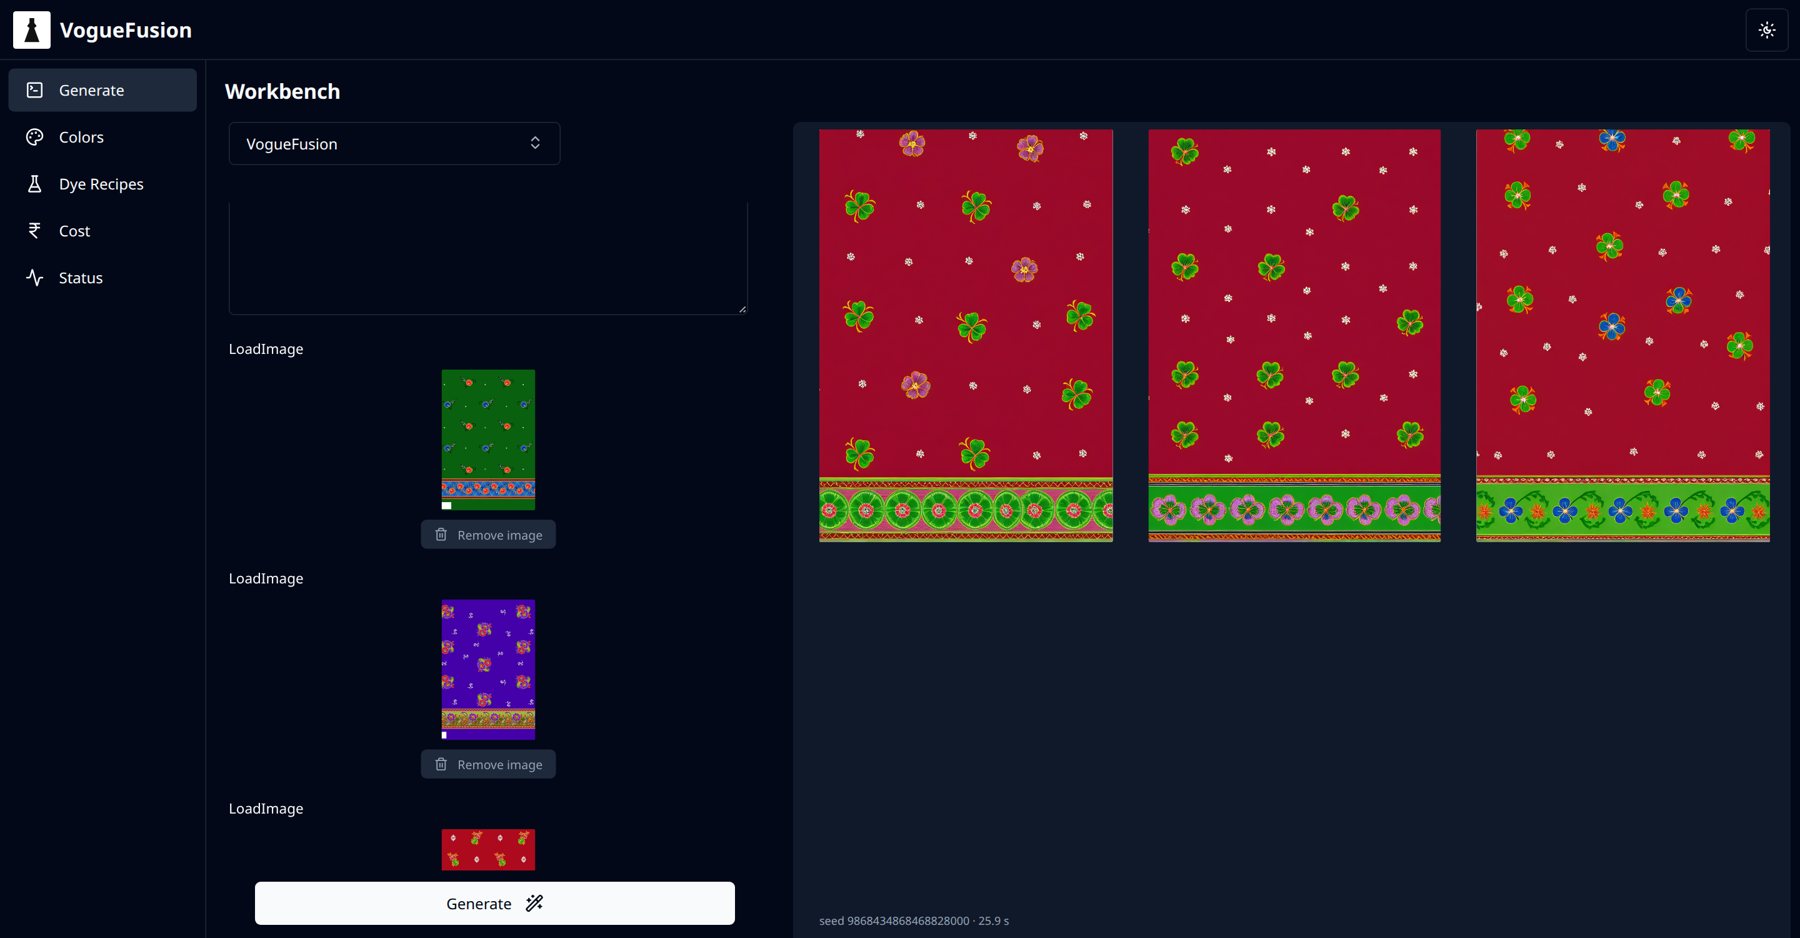 VogueFusion
Generate
Colors
Dye Recipes
Cost
Status
Workbench
VogueFusion
LoadImage
Remove image
LoadImage
Remove image
LoadImage
Generate
seed 9868434868468828000 · 25.9 s